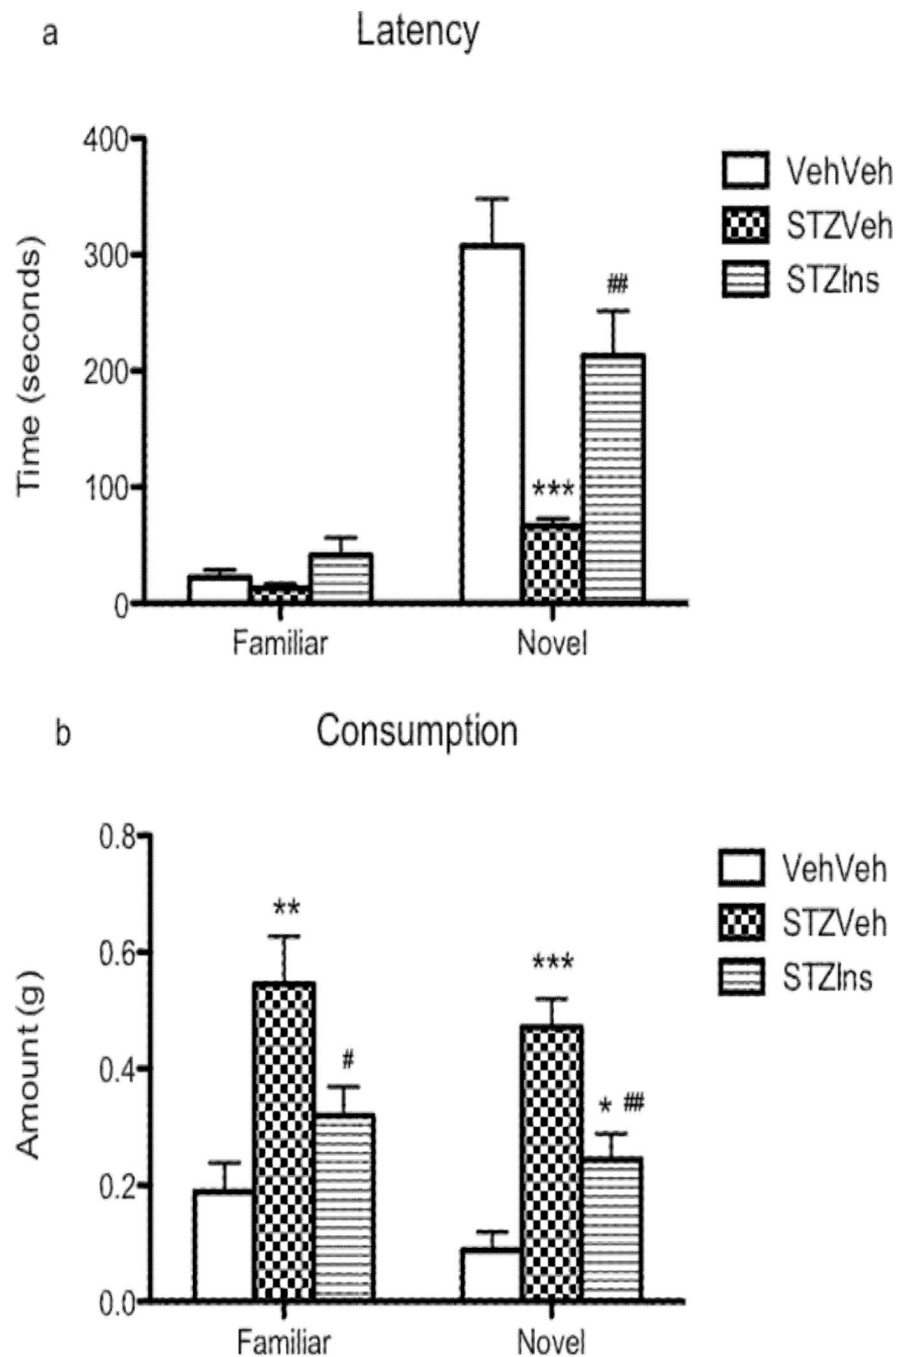 a
Latency
400
300
200
100
0
Time (seconds)
VehVeh
STZVeh
STZIns
***
##
Familiar
Novel
b
Consumption
0.8
0.6
0.4
0.2
0.0
Amount (g)
VehVeh
STZVeh
STZIns
**
#
***
* ##
Familiar
Novel